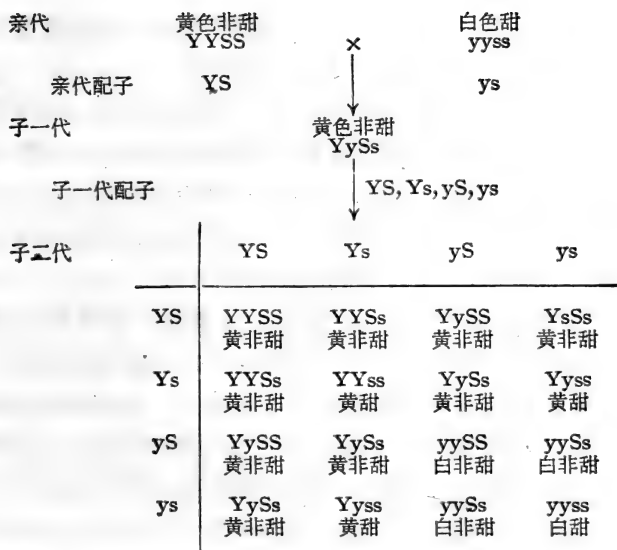 亲代 黄色非甜 白色甜
YYSS × yyss
亲代配子 YS ys
子一代 黄色非甜
YySs
子一代配子 YS, Ys, yS, ys
子二代 YS Ys yS ys
YS YYSS YYSs YySS YsSs
黄非甜 黄非甜 黄非甜 黄非甜
Ys YYSs YYss YySs Yyss
黄非甜 黄甜 黄非甜 黄甜
yS YySS YySs yySS yySs
黄非甜 黄非甜 白非甜 白非甜
ys YySs Yyss yySs yyss
黄非甜 黄甜 白非甜 白甜